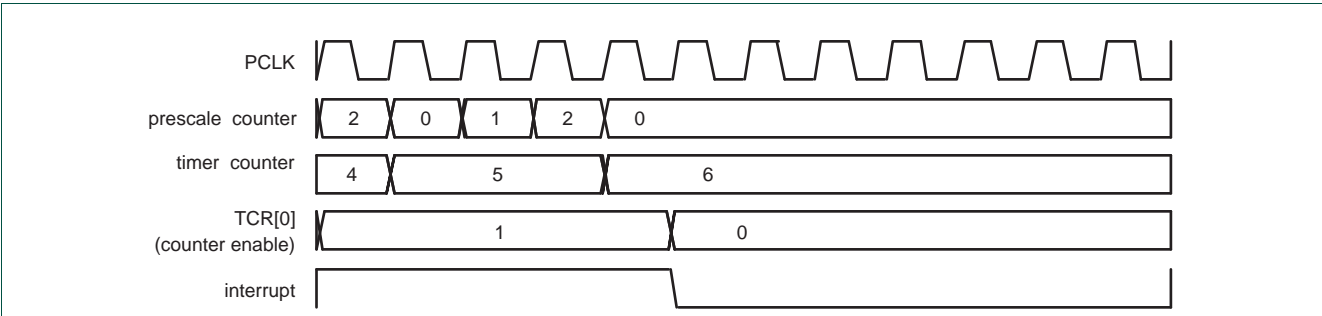 PCLK
prescale counter 2 0 1 2 0
timer counter 4 5 6
TCR[0] 1 0
(counter enable)
interrupt